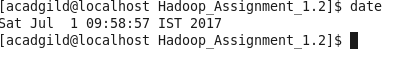 [acadgild@localhost Hadoop_Assignment_1.2]$ date
Sat Jul  1 09:58:57 IST 2017
[acadgild@localhost Hadoop_Assignment_1.2]$